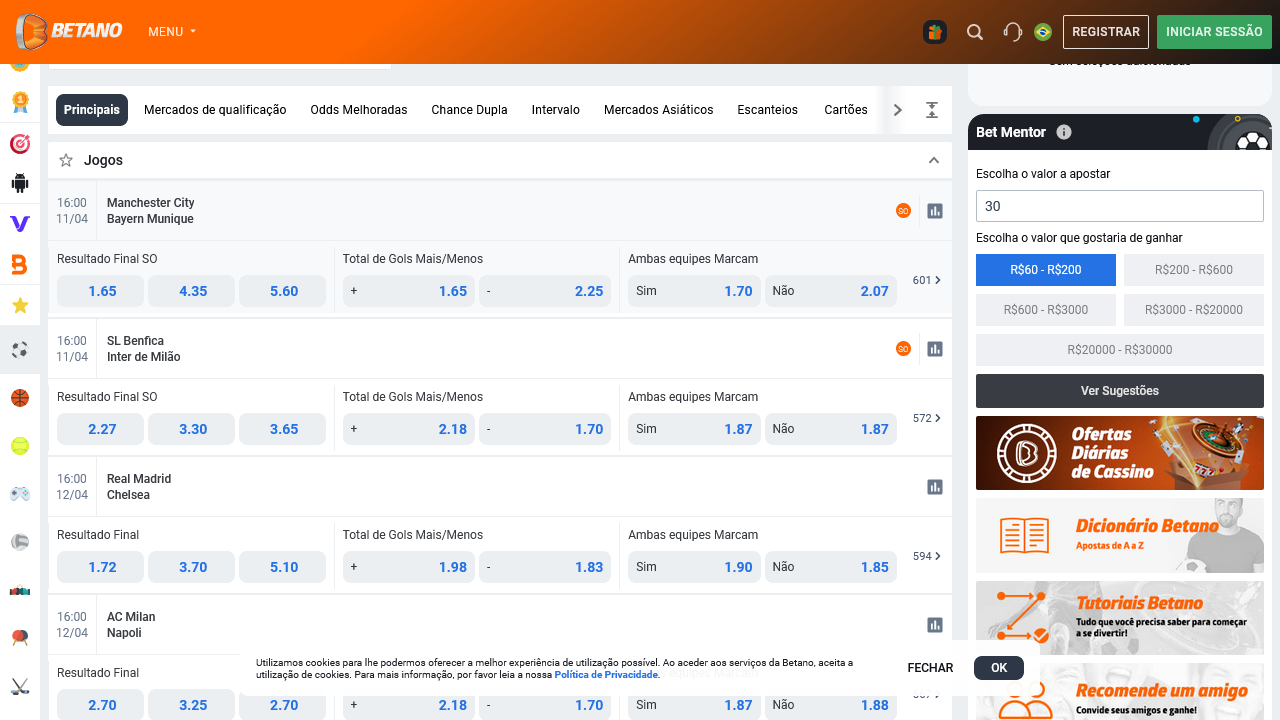 BETANO
MENU
REGISTRAR
INICIAR SESSÃO
Principais
Mercados de qualificação
Odds Melhoradas
Chance Dupla
Intervalo
Mercados Asiáticos
Escanteios
Cartões
Jogos
16:00
11/04
Manchester City
Bayern Munique
SO
Resultado Final SO
1.65 4.35 5.60
Total de Gols Mais/Menos
+ 1.65 - 2.25
Ambas equipes Marcam
Sim 1.70 Não 2.07
601
16:00
11/04
SL Benfica
Inter de Milão
SO
Resultado Final SO
2.27 3.30 3.65
Total de Gols Mais/Menos
+ 2.18 - 1.70
Ambas equipes Marcam
Sim 1.87 Não 1.87
572
16:00
12/04
Real Madrid
Chelsea
Resultado Final
1.72 3.70 5.10
Total de Gols Mais/Menos
+ 1.98 - 1.83
Ambas equipes Marcam
Sim 1.90 Não 1.85
594
16:00
12/04
AC Milan
Napoli
Resultado Final
2.70 3.25 2.70
+ 2.18 - 1.70
Sim 1.87 Não 1.88
Utilizamos cookies para lhe podermos oferecer a melhor experiência de utilização possível. Ao aceder aos serviços da Betano, aceita a
utilização de cookies. Para mais informação, por favor leia a nossa Política de Privacidade.
FECHAR
OK
Bet Mentor
Escolha o valor a apostar
30
Escolha o valor que gostaria de ganhar
R$60 - R$200
R$200 - R$600
R$600 - R$3000
R$3000 - R$20000
R$20000 - R$30000
Ver Sugestões
Ofertas
Diárias
de Cassino
Dicionário Betano
Apostas de A a Z
Tutoriais Betano
Tudo que você precisa saber para começar
a se divertir!
Recomende um amigo
Convide seus amigos e ganhe!